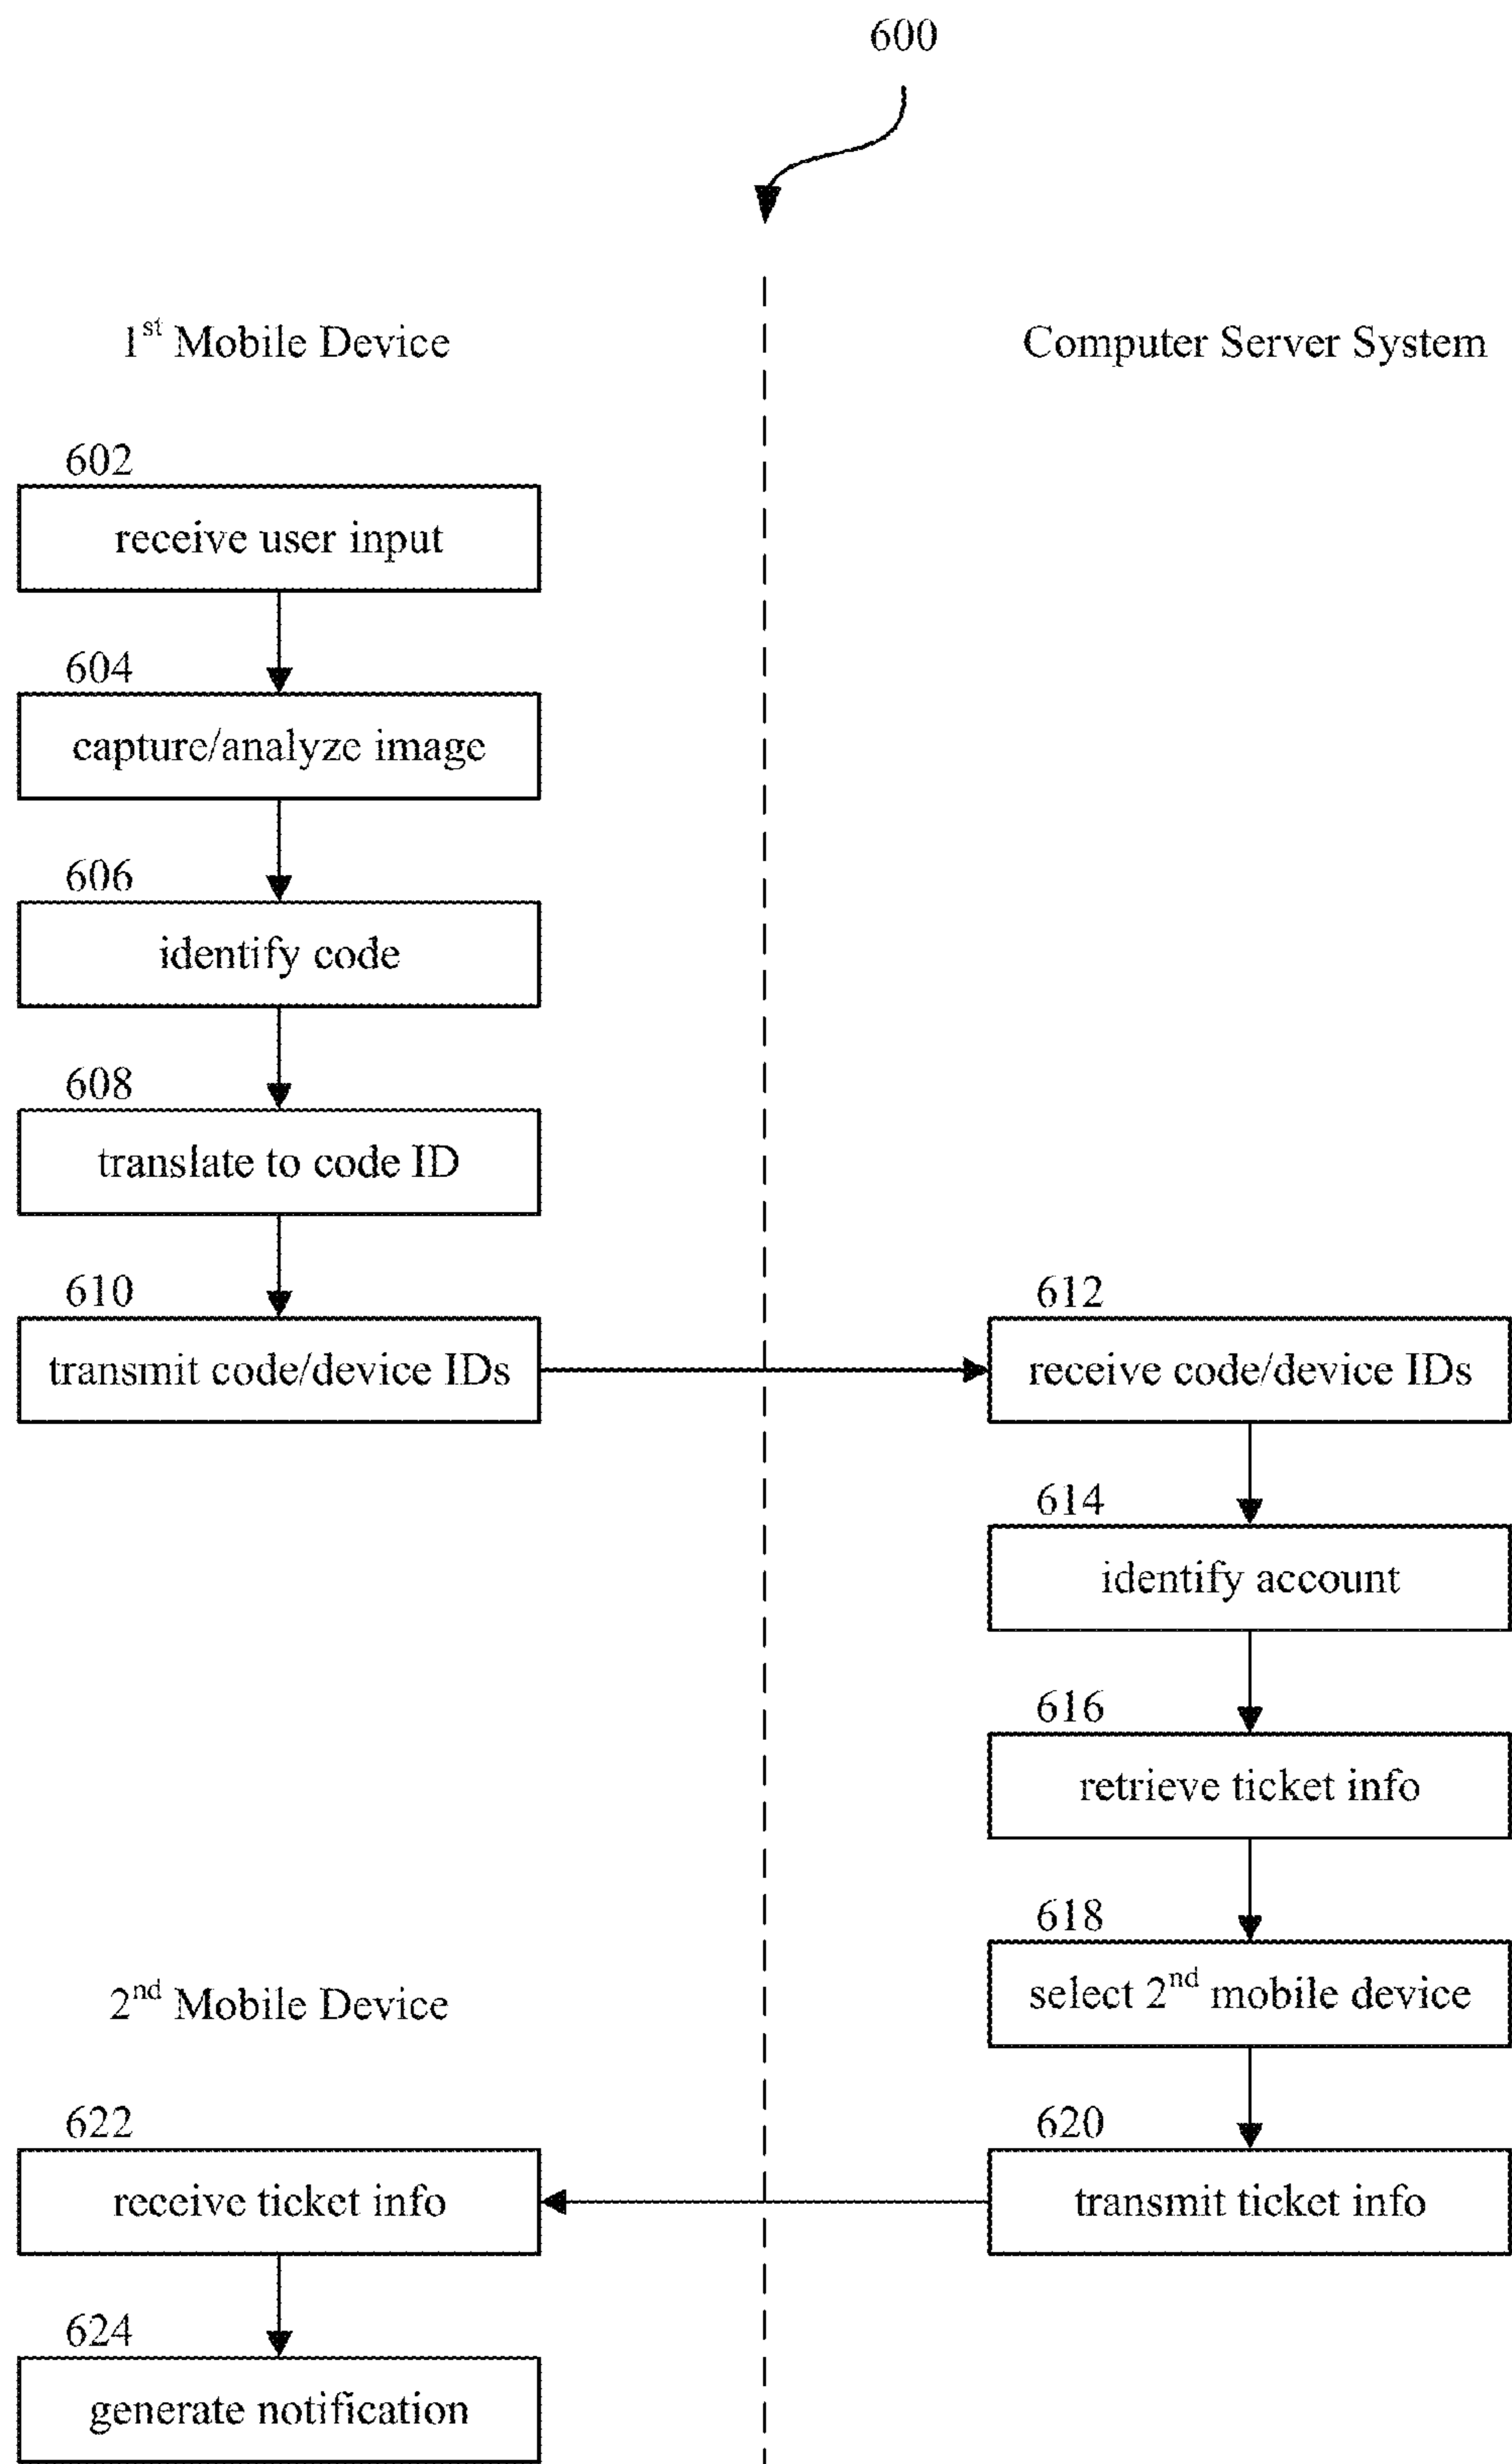 600
1st Mobile Device
Computer Server System
602
receive user input
604
capture/analyze image
606
identify code
608
translate to code ID
610
transmit code/device IDs
612
receive code/device IDs
614
identify account
616
retrieve ticket info
618
select 2nd mobile device
620
transmit ticket info
2nd Mobile Device
622
receive ticket info
624
generate notification